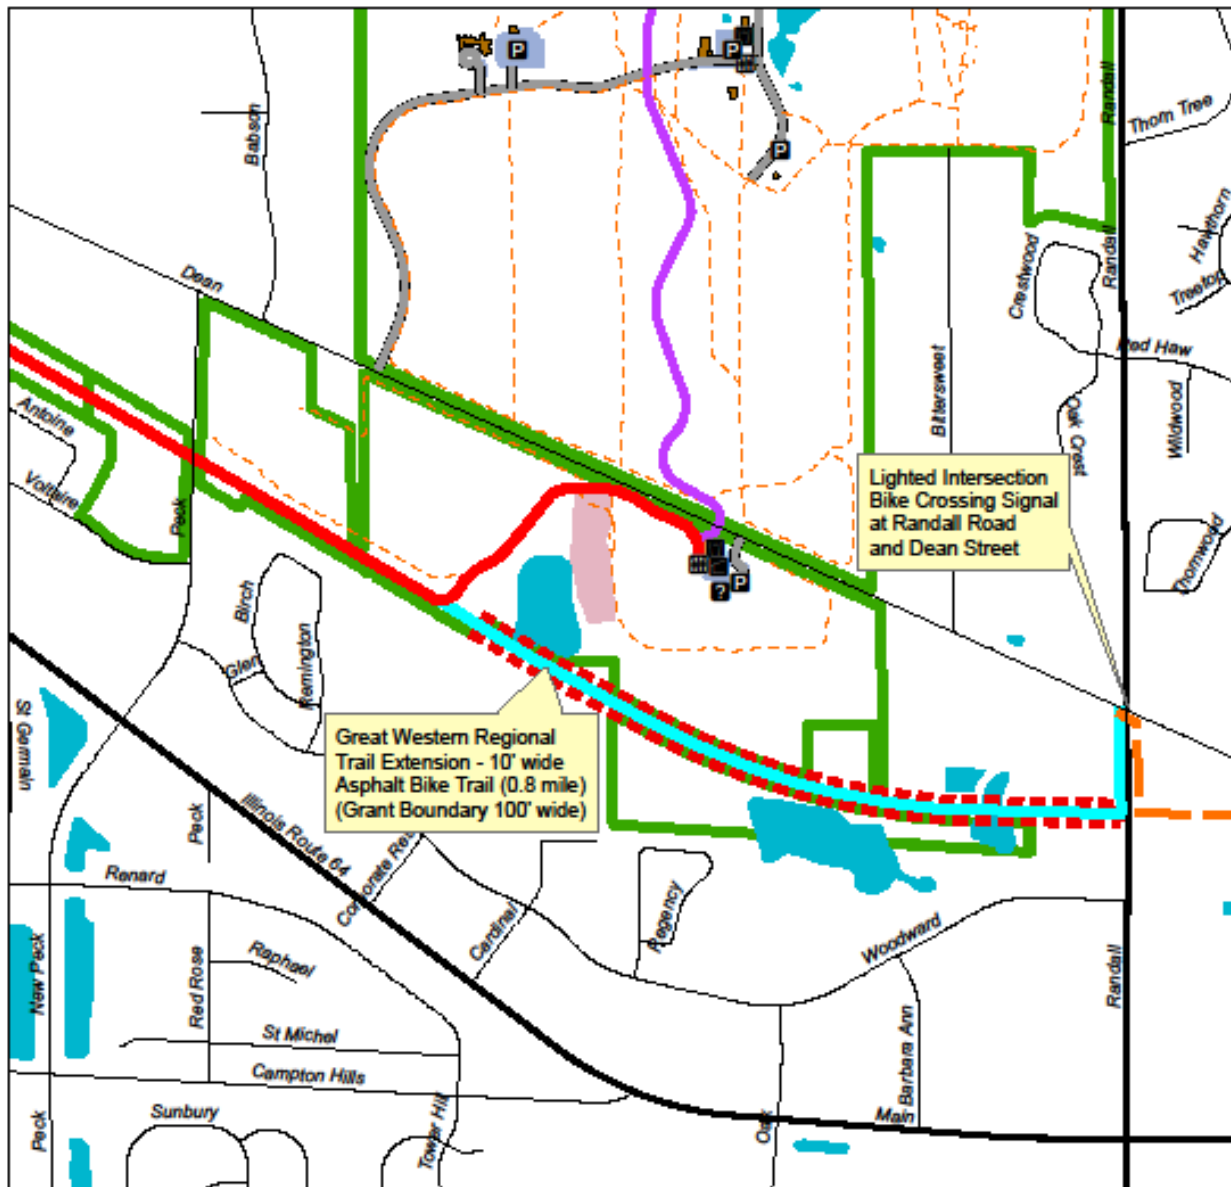 P
P
P
Babson
Randall
Thorn Tree
Hawthorn
Treeton
Randall
Crestwood
Dean
Red Haw
Bittersweet
Oak Crest
Wildwood
Antoine
Voltaire
Peck
Lighted Intersection
Bike Crossing Signal
at Randall Road
and Dean Street
Thornwood
P
?
Birch
Glen
Remington
St Germain
Great Western Regional
Trail Extension - 10' wide
Asphalt Bike Trail (0.8 mile)
(Grant Boundary 100' wide)
Peck
Illinois Route 64
Corporate Res
Renard
Cardinal
Regency
Woodward
Raphael
Red Rose
New Peck
Randall
St Michel
Barbara Ann
Campton Hills
Main
Sunbury
Peck
Tower Hill
Oak